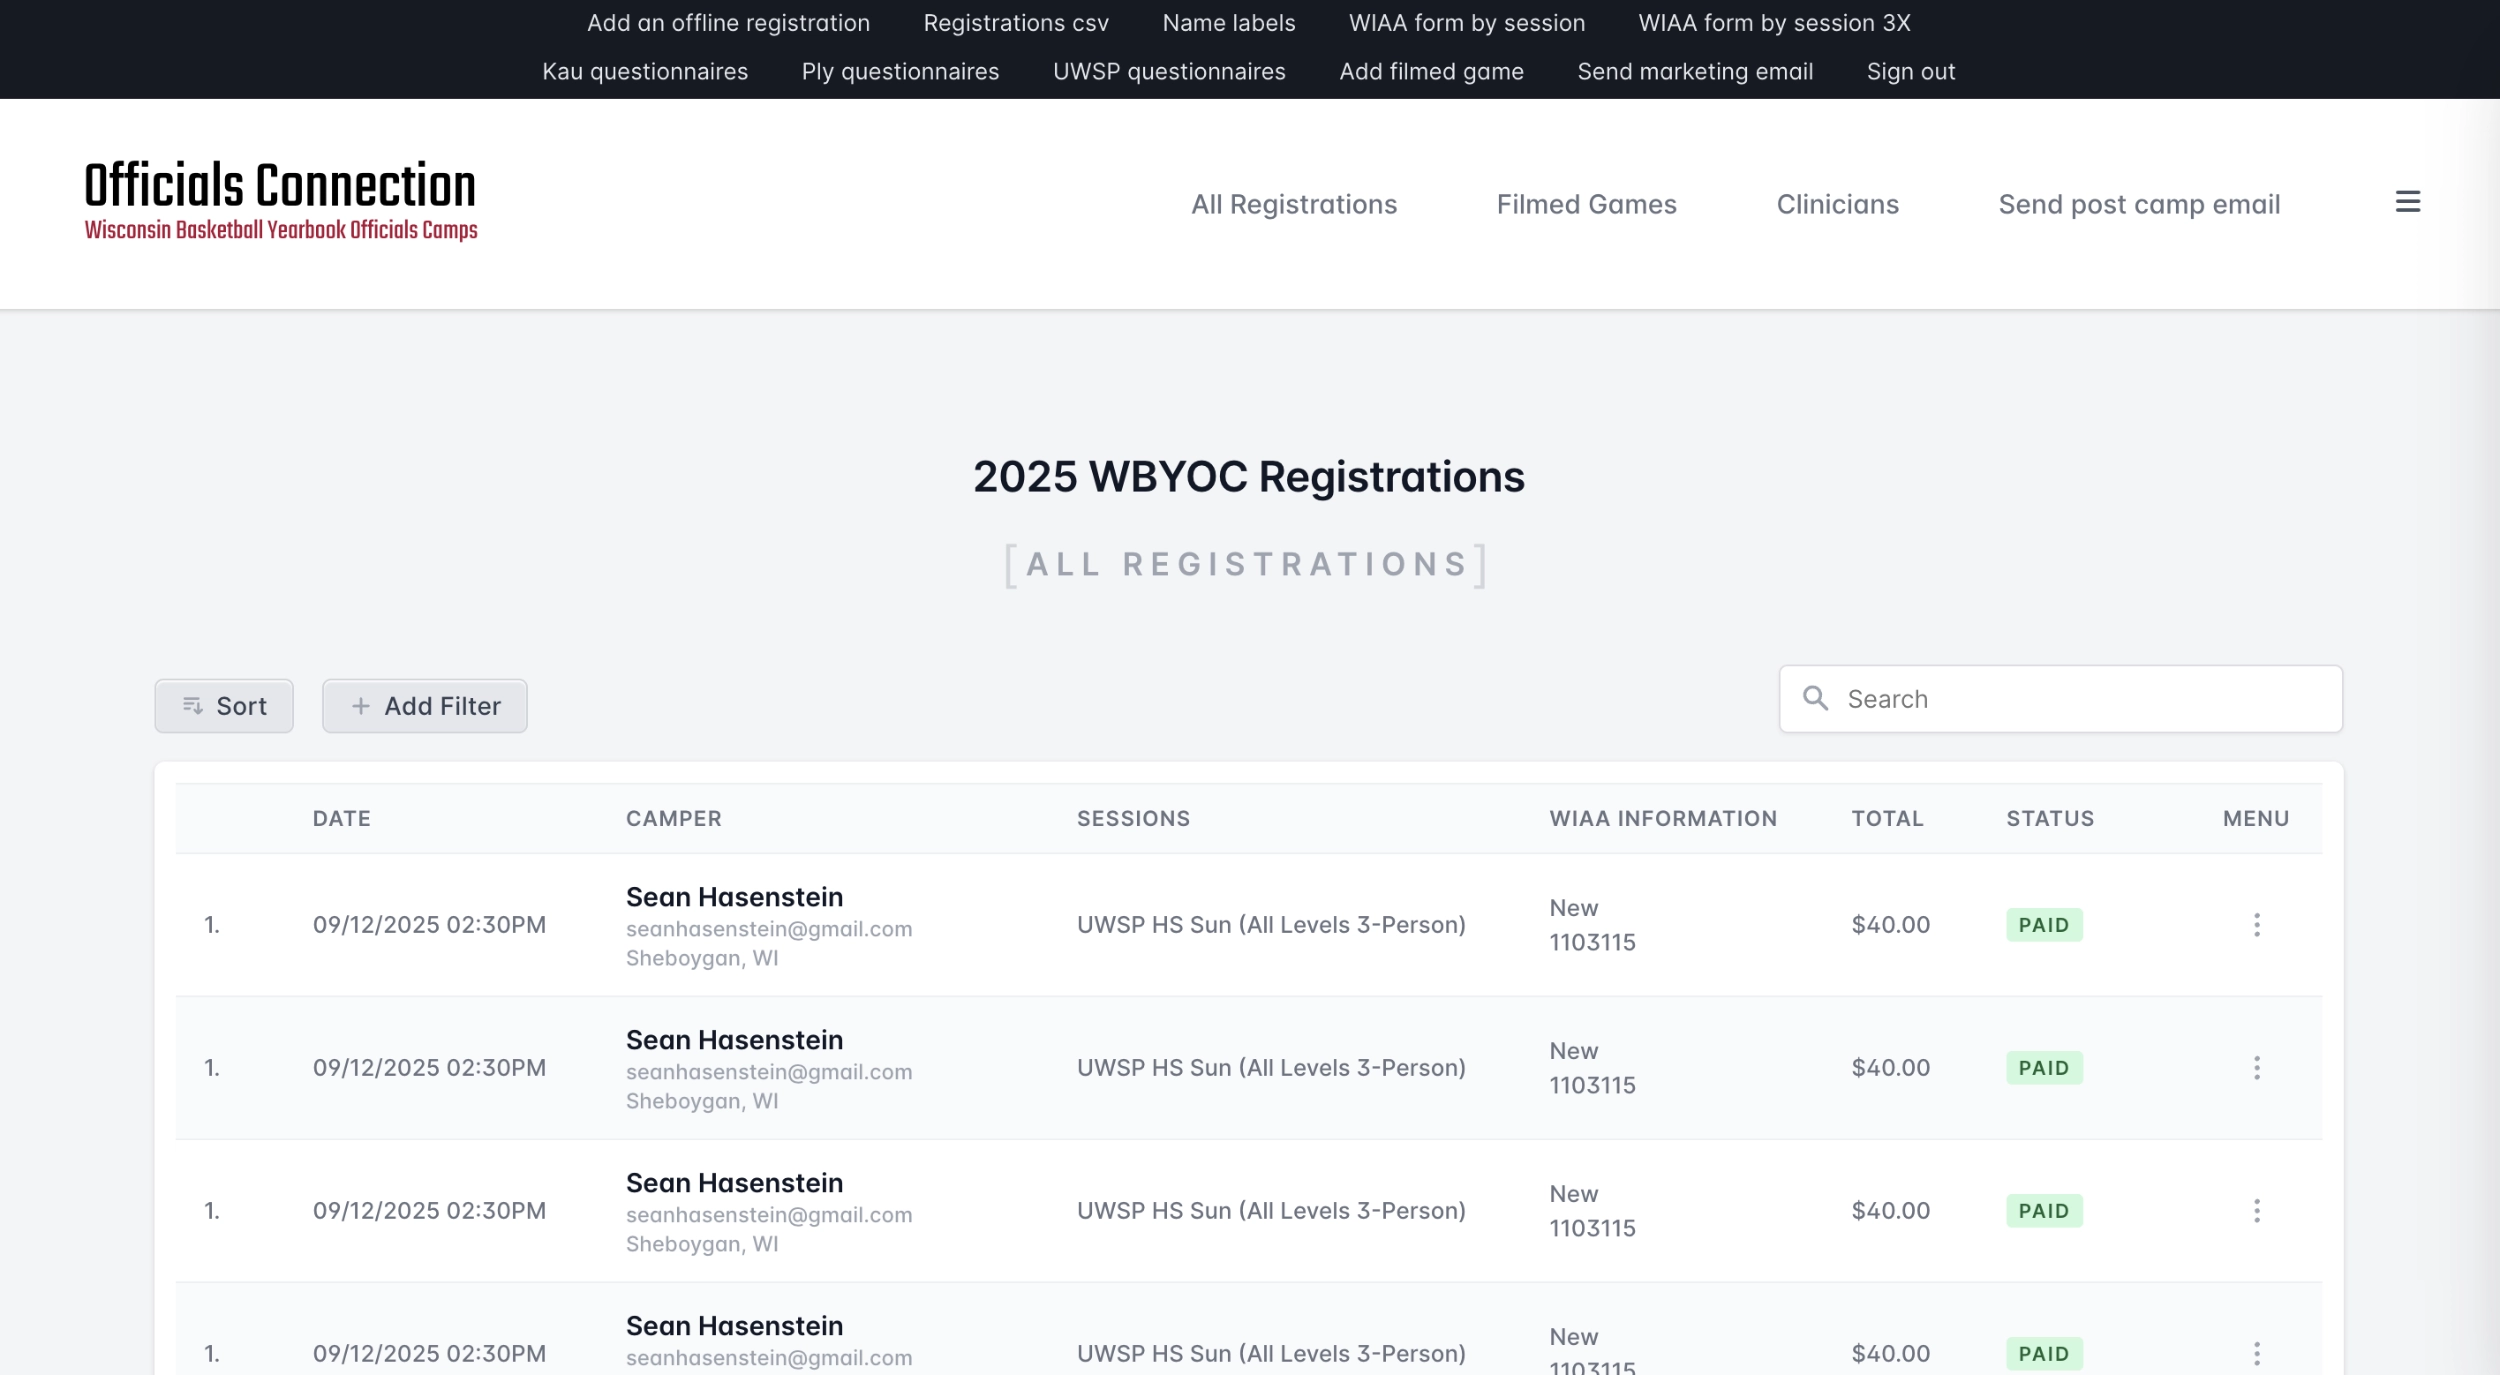 Add an offline registration Registrations csv Name labels WIAA form by session WIAA form by session 3X
Kau questionnaires Ply questionnaires UWSP questionnaires Add filmed game Send marketing email Sign out
Officials Connection
Wisconsin Basketball Yearbook Officials Camps
All Registrations Filmed Games Clinicians Send post camp email
2025 WBYOC Registrations
[ALL REGISTRATIONS]
Sort + Add Filter Search
DATE CAMPER SESSIONS WIAA INFORMATION TOTAL STATUS MENU
1. 09/12/2025 02:30PM Sean Hasenstein UWSP HS Sun (All Levels 3-Person) New $40.00 PAID
seanhasenstein@gmail.com 1103115
Sheboygan, WI
1. 09/12/2025 02:30PM Sean Hasenstein UWSP HS Sun (All Levels 3-Person) New $40.00 PAID
seanhasenstein@gmail.com 1103115
Sheboygan, WI
1. 09/12/2025 02:30PM Sean Hasenstein UWSP HS Sun (All Levels 3-Person) New $40.00 PAID
seanhasenstein@gmail.com 1103115
Sheboygan, WI
1. 09/12/2025 02:30PM Sean Hasenstein UWSP HS Sun (All Levels 3-Person) New $40.00 PAID
seanhasenstein@gmail.com 1103115